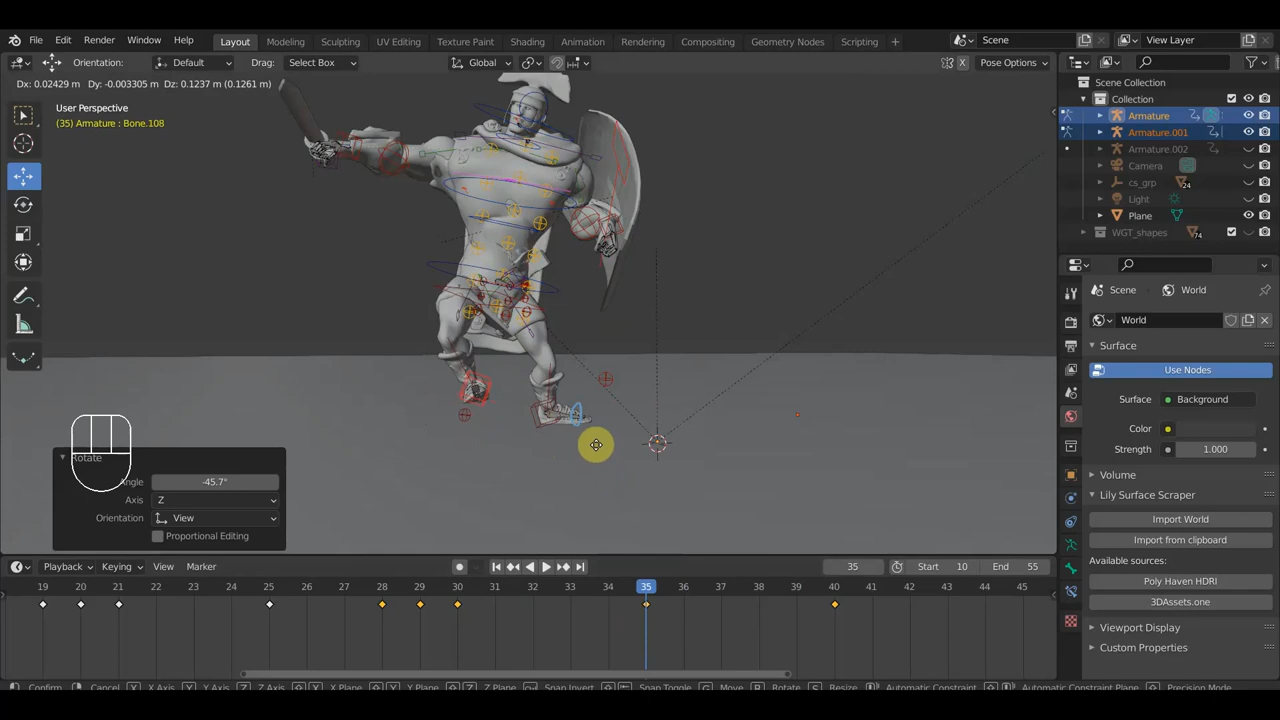 File Edit Render Window Help Layout Modeling Sculpting UV Editing Texture Paint Shading Animation Rendering Compositing Geometry Nodes Scripting + Scene View Layer
Orientation: Default Drag: Select Box Global X Pose Options
Dx: 0.02429 m Dy: -0.003305 m Dz: 0.1237 m (0.1261 m)
User Perspective
(35) Armature : Bone.108
Scene Collection
Collection
Armature
Armature.001
Armature.002
Camera
cs_grp 24
Light
Plane
WGT_shapes 74
Scene World
World
Surface
Use Nodes
Surface Background
Color
Strength 1.000
Volume
Lily Surface Scraper
Import World
Import from clipboard
Available sources:
Poly Haven HDRI
3DAssets.one
Viewport Display
Custom Properties
Rotate
Angle -45.7°
Axis Z
Orientation View
Proportional Editing
Playback Keying View Marker 35 Start 10 End 55
19 20 21 22 23 24 25 26 27 28 29 30 31 32 33 34 35 36 37 38 39 40 41 42 43 44 45
Confirm Cancel X X Axis Y Y Axis Z Z Axis X Plane Y Plane Z Plane Snap Invert Snap Toggle G Move R Rotate S Resize Automatic Constraint Automatic Constraint Plane Precision Mode